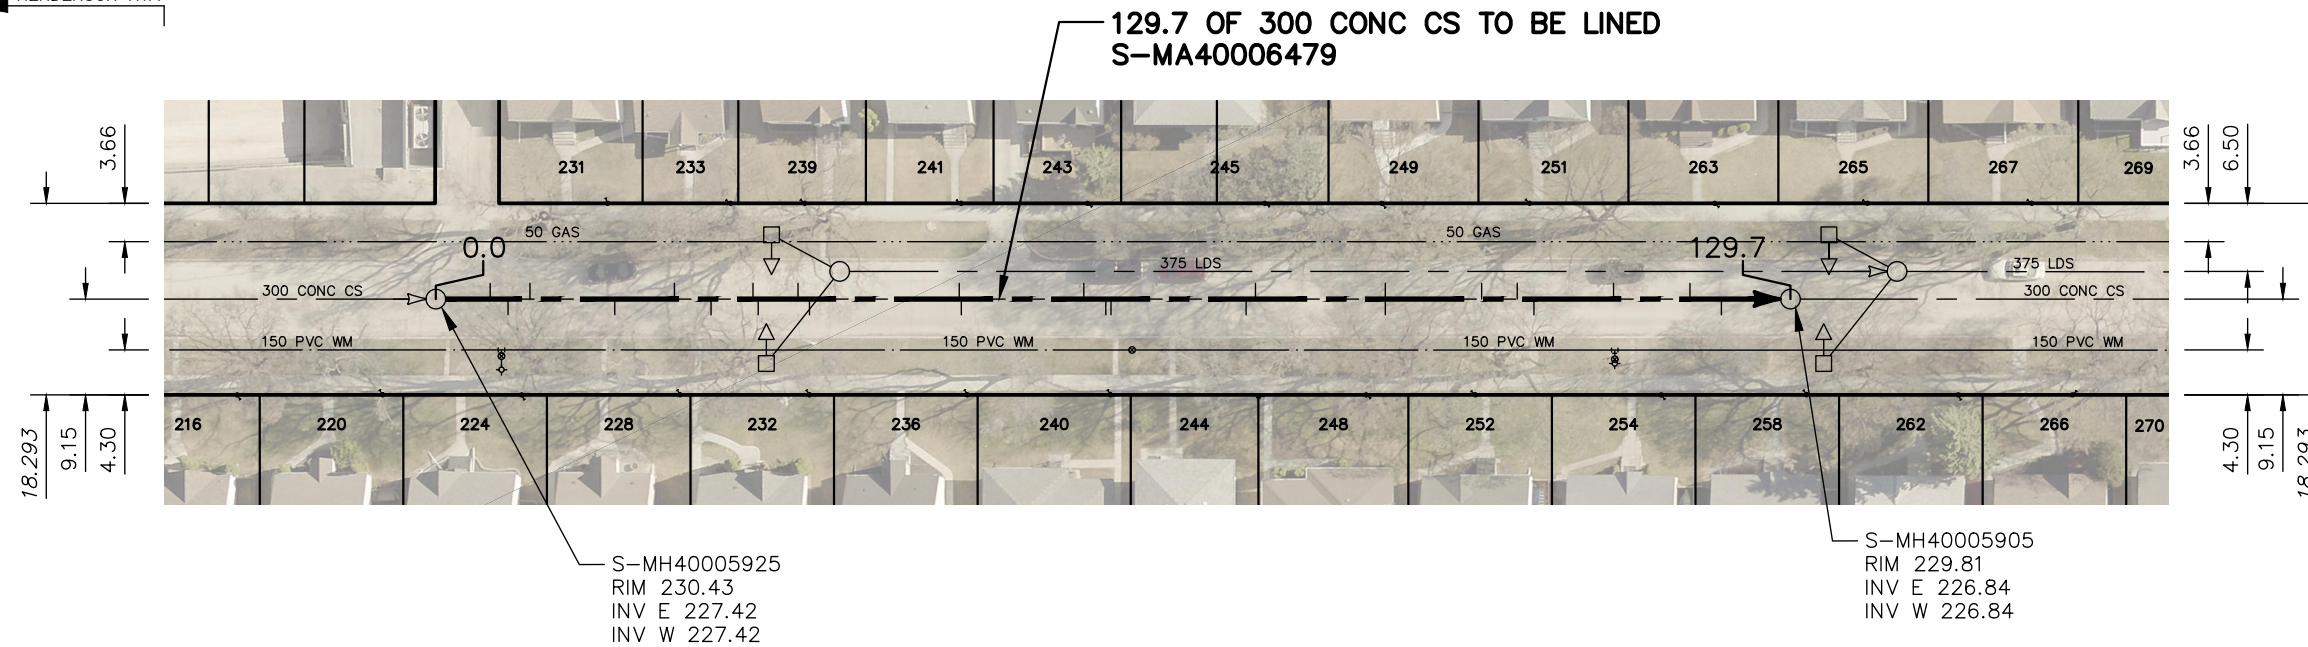 129.7 OF 300 CONC CS TO BE LINED
S-MA40006479
3.66
3.66
6.50
231 233 239 241 243 245 249 251 263 265 267 269
50 GAS 50 GAS
0.0 129.7
375 LDS 375 LDS
300 CONC CS 300 CONC CS
150 PVC WM 150 PVC WM 150 PVC WM 150 PVC WM
216 220 224 228 232 236 240 244 248 252 254 258 262 266 270
18.293
9.15
4.30
4.30
9.15
18.293
S-MH40005925
RIM 230.43
INV E 227.42
INV W 227.42
S-MH40005905
RIM 229.81
INV E 226.84
INV W 226.84